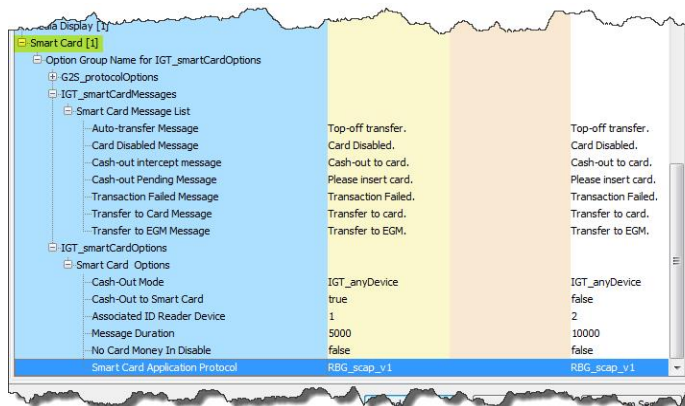 Display [1]
Smart Card [1]
Option Group Name for IGT_smartCardOptions
G2S_protocolOptions
IGT_smartCardMessages
Smart Card Message List
Auto-transfer Message Top-off transfer. Top-off transfer.
Card Disabled Message Card Disabled. Card Disabled.
Cash-out intercept message Cash-out to card. Cash-out to card.
Cash-out Pending Message Please insert card. Please insert card.
Transaction Failed Message Transaction Failed. Transaction Failed.
Transfer to Card Message Transfer to card. Transfer to card.
Transfer to EGM Message Transfer to EGM. Transfer to EGM.
IGT_smartCardOptions
Smart Card Options
Cash-Out Mode IGT_anyDevice IGT_anyDevice
Cash-Out to Smart Card true false
Associated ID Reader Device 1 2
Message Duration 5000 10000
No Card Money In Disable false false
Smart Card Application Protocol RBG_scap_v1 RBG_scap_v1